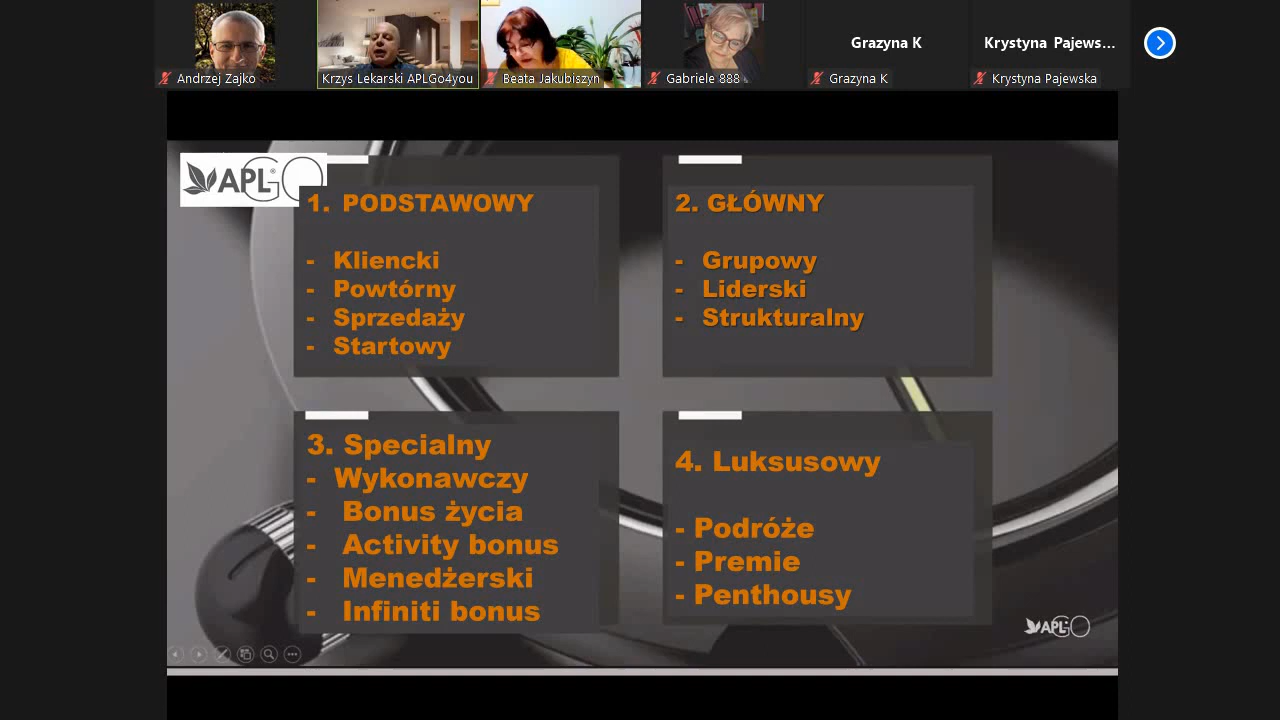 Grazyna K
Krystyna Pajews...
Andrzej Zajko
Krzys Lekarski APLGo4you
Beata Jakubiszyn
Gabriele 888
Grazyna K
Krystyna Pajewska
APL® GO
1. PODSTAWOWY
- Kliencki
- Powtórny
- Sprzedaży
- Startowy
2. GŁÓWNY
- Grupowy
- Liderski
- Strukturalny
3. Specialny
- Wykonawczy
- Bonus życia
- Activity bonus
- Menedżerski
- Infiniti bonus
4. Luksusowy
- Podróże
- Premie
- Penthousy
APLGO